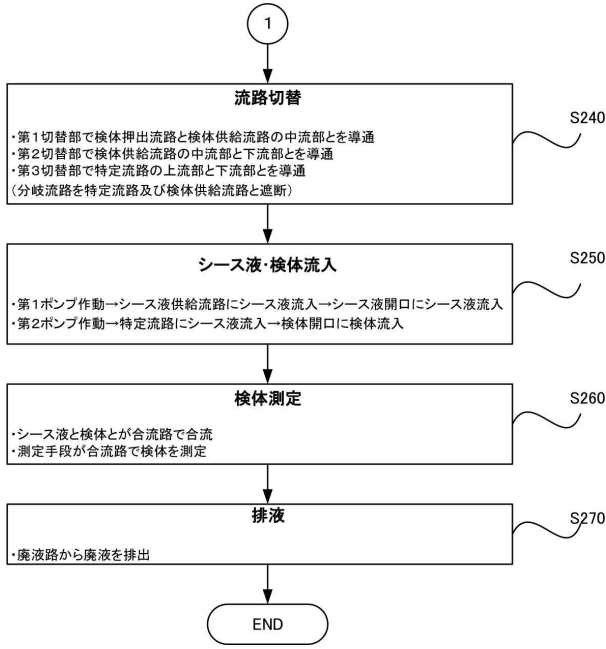 1
流路切替
S240
・第1切替部で検体押出流路と検体供給流路の中流部とを導通
・第2切替部で検体供給流路の中流部と下流部とを導通
・第3切替部で特定流路の上流部と下流部とを導通
（分岐流路を特定流路及び検体供給流路と遮断）
シース液・検体流入
S250
・第1ポンプ作動→シース液供給流路にシース液流入→シース液開口にシース液流入
・第2ポンプ作動→特定流路にシース液流入→検体開口に検体流入
検体測定
S260
・シース液と検体とが合流路で合流
・測定手段が合流路で検体を測定
排液
S270
・廃液路から廃液を排出
END